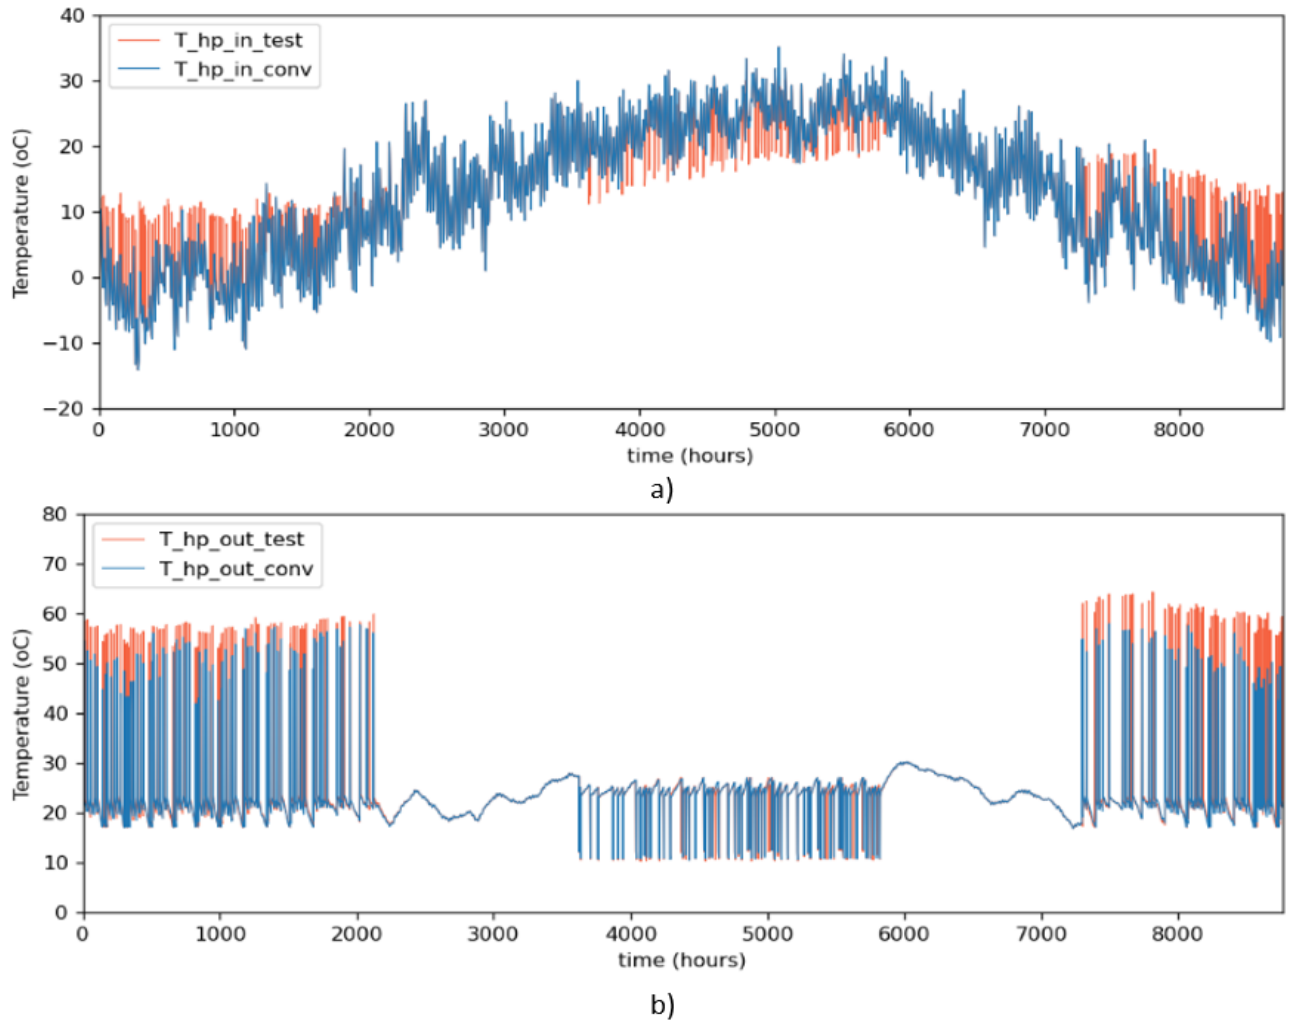 40
30
20
10
0
−10
−20
Temperature (oC)
T_hp_in_test
T_hp_in_conv
0 1000 2000 3000 4000 5000 6000 7000 8000
time (hours)
a)
80
70
60
50
40
30
20
10
0
Temperature (oC)
T_hp_out_test
T_hp_out_conv
0 1000 2000 3000 4000 5000 6000 7000 8000
time (hours)
b)